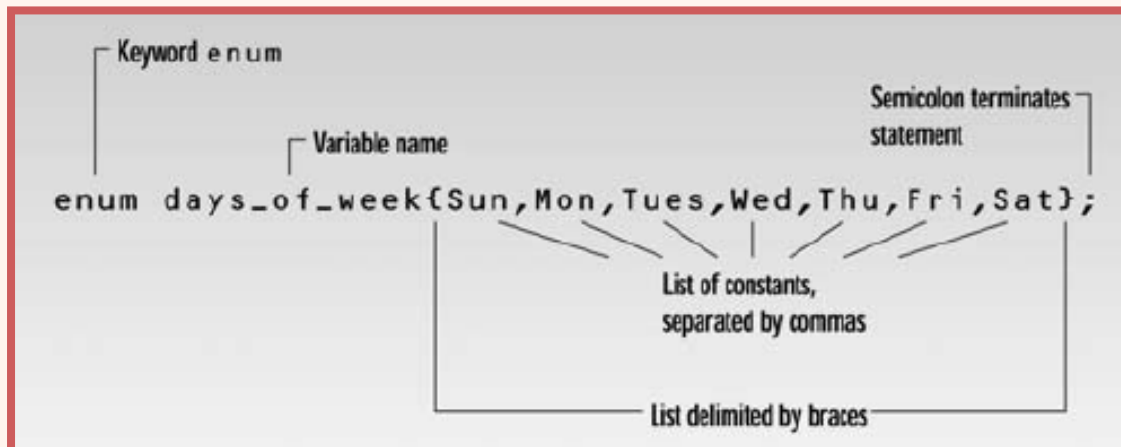 Keyword enum
Semicolon terminates
statement
Variable name
enum days_of_week{Sun,Mon,Tues,Wed,Thu,Fri,Sat};
List of constants,
separated by commas
List delimited by braces